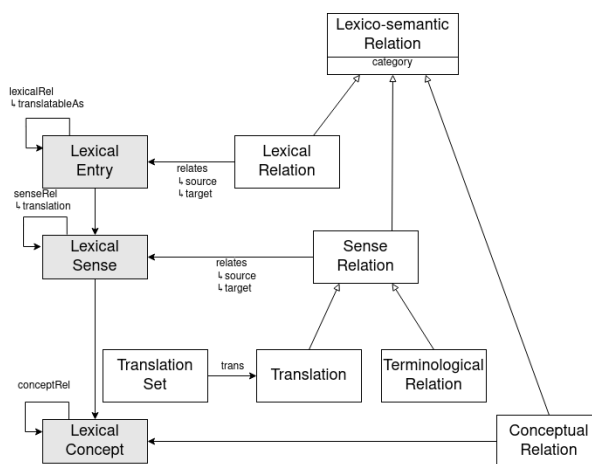 Lexico-semantic
Relation
category
lexicalRel
↳ translatableAs
Lexical
Entry
relates
↳ source
↳ target
Lexical
Relation
senseRel
↳ translation
Lexical
Sense
relates
↳ source
↳ target
Sense
Relation
Translation
Set
trans
Translation
Terminological
Relation
conceptRel
Lexical
Concept
Conceptual
Relation